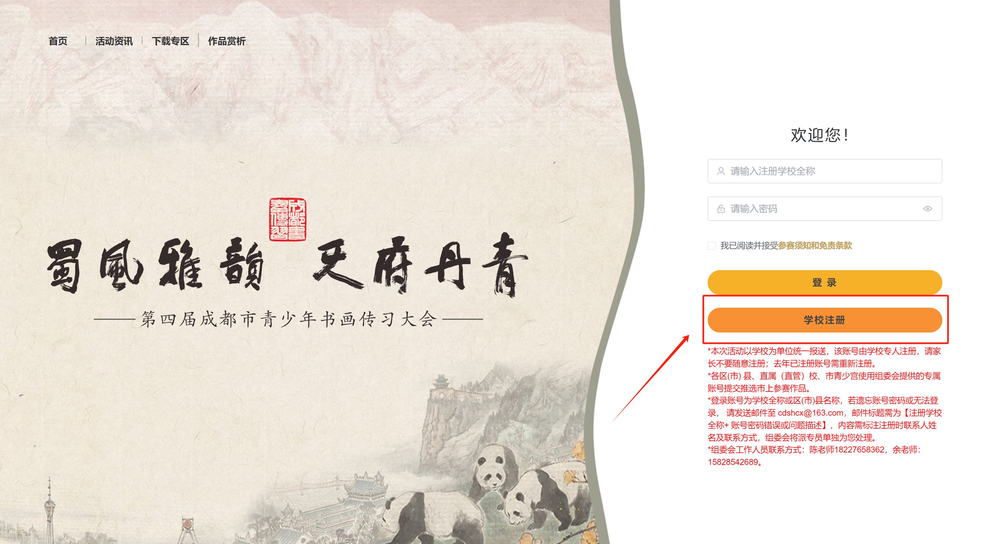 首页
活动资讯
下载专区
作品赏析
成都书画传习
蜀風雅韻 天府丹青
第四届成都市青少年书画传习大会
欢迎您！
请输入注册学校全称
请输入密码
我已阅读并接受参赛须知和免责条款
登 录
学校注册
*本次活动以学校为单位统一报送，该账号由学校专人注册，请家
长不要随意注册；去年已注册账号需重新注册。
*各区(市) 县、直属（直管）校、市青少宫使用组委会提供的专属
账号提交推选市上参赛作品。
*登录账号为学校全称或区(市)县名称，若遗忘账号密码或无法登
录， 请发送邮件至 cdshcx@163.com，邮件标题需为【注册学校
全称+ 账号密码错误或问题描述】，内容需标注注册时联系人姓
名及联系方式，组委会将派专员单独为您处理。
*组委会工作人员联系方式：陈老师18227658362，余老师：
15828542689。